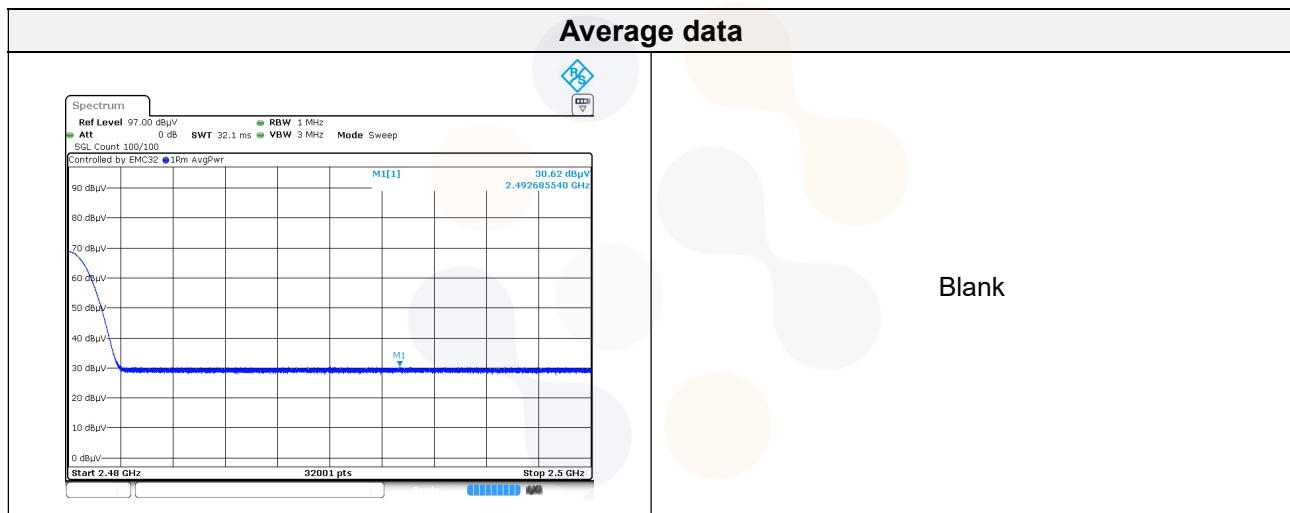 Average data
R&S
Spectrum
Ref Level 97.00 dBµV RBW 1 MHz
Att 0 dB SWT 32.1 ms VBW 3 MHz Mode Sweep
SGL Count 100/100
Controlled by EMC32 1Rm AvgPwr
M1[1] 30.62 dBµV
2.492685540 GHz
90 dBµV
80 dBµV
70 dBµV
60 dBµV
50 dBµV
40 dBµV
M1
30 dBµV
20 dBµV
10 dBµV
0 dBµV
Start 2.48 GHz 32001 pts Stop 2.5 GHz
Blank